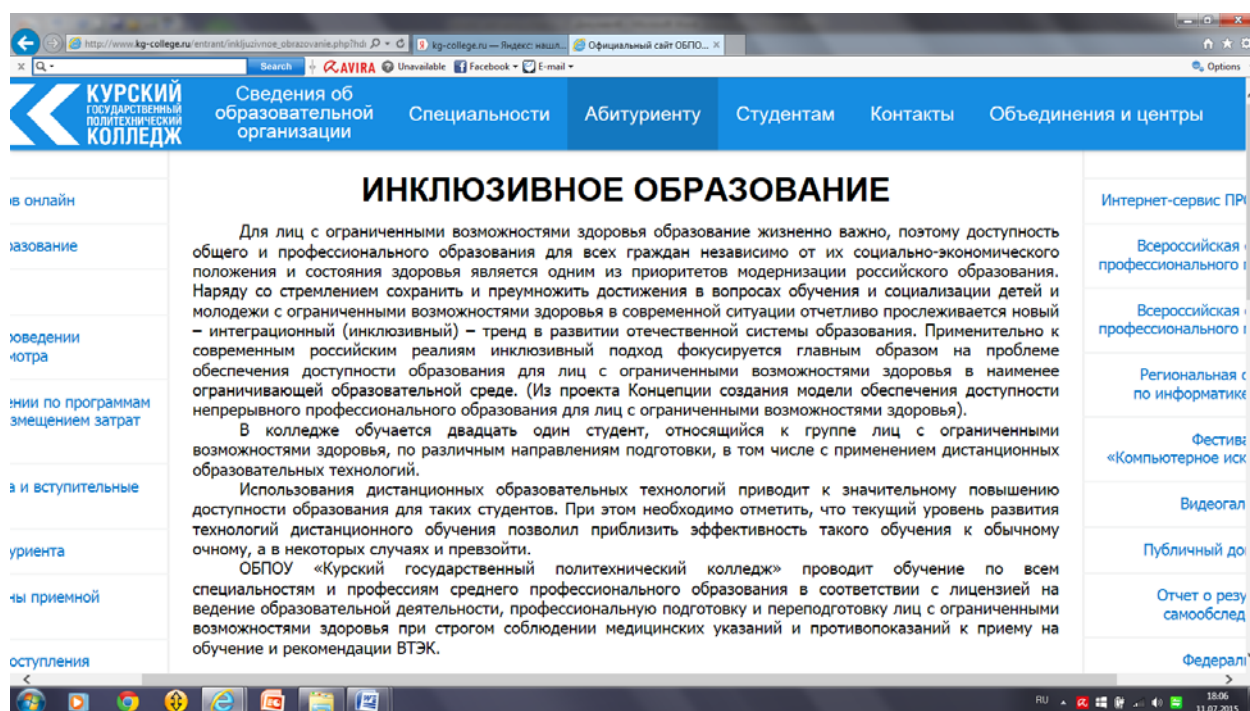 http://www.kg-college.ru/entrant/inkljuzivnoe_obrazovanie.php?hdi
kg-college.ru — Яндекс: нашл...
Официальный сайт ОБПО... ×
× Q- Search AVIRA Unavailable Facebook E-mail Options
КУРСКИЙ
ГОСУДАРСТВЕННЫЙ
ПОЛИТЕХНИЧЕСКИЙ
КОЛЛЕДЖ
Сведения об
образовательной
организации
Специальности
Абитуриенту
Студентам
Контакты
Объединения и центры
в онлайн
разование
роведении
мотра
ении по программам
змещением затрат
а и вступительные
уриента
ны приемной
оступления
ИНКЛЮЗИВНОЕ ОБРАЗОВАНИЕ
Для лиц с ограниченными возможностями здоровья образование жизненно важно, поэтому доступность
общего и профессионального образования для всех граждан независимо от их социально-экономического
положения и состояния здоровья является одним из приоритетов модернизации российского образования.
Наряду со стремлением сохранить и преумножить достижения в вопросах обучения и социализации детей и
молодежи с ограниченными возможностями здоровья в современной ситуации отчетливо прослеживается новый
– интеграционный (инклюзивный) – тренд в развитии отечественной системы образования. Применительно к
современным российским реалиям инклюзивный подход фокусируется главным образом на проблеме
обеспечения доступности образования для лиц с ограниченными возможностями здоровья в наименее
ограничивающей образовательной среде. (Из проекта Концепции создания модели обеспечения доступности
непрерывного профессионального образования для лиц с ограниченными возможностями здоровья).
В колледже обучается двадцать один студент, относящийся к группе лиц с ограниченными
возможностями здоровья, по различным направлениям подготовки, в том числе с применением дистанционных
образовательных технологий.
Использования дистанционных образовательных технологий приводит к значительному повышению
доступности образования для таких студентов. При этом необходимо отметить, что текущий уровень развития
технологий дистанционного обучения позволил приблизить эффективность такого обучения к обычному
очному, а в некоторых случаях и превзойти.
ОБПОУ «Курский государственный политехнический колледж» проводит обучение по всем
специальностям и профессиям среднего профессионального образования в соответствии с лицензией на
ведение образовательной деятельности, профессиональную подготовку и переподготовку лиц с ограниченными
возможностями здоровья при строгом соблюдении медицинских указаний и противопоказаний к приему на
обучение и рекомендации ВТЭК.
Интернет-сервис ПР
Всероссийская
профессионального
Всероссийская
профессионального
Региональная
по информатике
Фестива
«Компьютерное иск
Видеогал
Публичный до
Отчет о резу
самообслед
Федерал
RU
18:06
11.07.2015